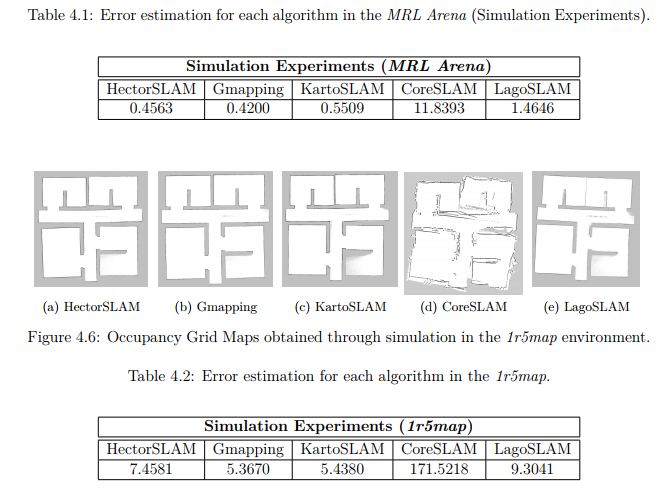 Table 4.1: Error estimation for each algorithm in the MRL Arena (Simulation Experiments).
Simulation Experiments (MRL Arena)
HectorSLAM Gmapping KartoSLAM CoreSLAM LagoSLAM
0.4563 0.4200 0.5509 11.8393 1.4646
(a) HectorSLAM (b) Gmapping (c) KartoSLAM (d) CoreSLAM (e) LagoSLAM
Figure 4.6: Occupancy Grid Maps obtained through simulation in the 1r5map environment.
Table 4.2: Error estimation for each algorithm in the 1r5map.
Simulation Experiments (1r5map)
HectorSLAM Gmapping KartoSLAM CoreSLAM LagoSLAM
7.4581 5.3670 5.4380 171.5218 9.3041